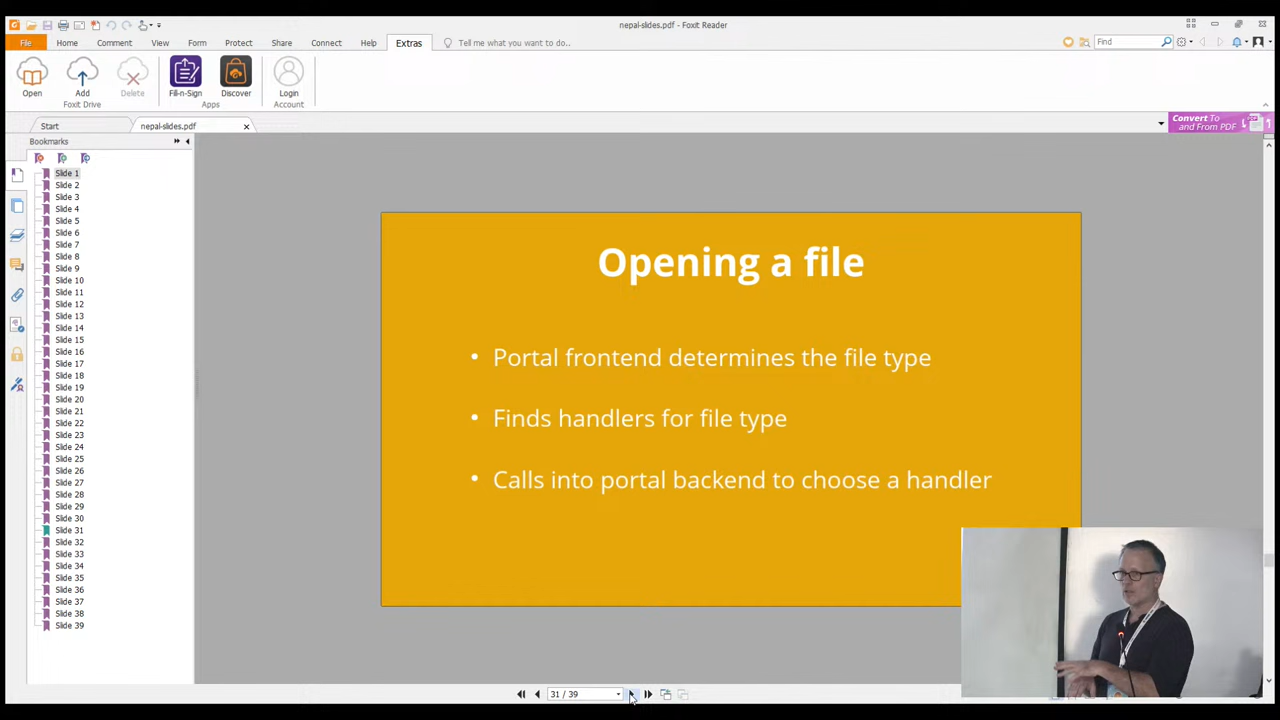 nepal-slides.pdf - Foxit Reader
File Home Comment View Form Protect Share Connect Help Extras Tell me what you want to do.. Find
Open Add Delete Fill-n-Sign Discover Login
Foxit Drive Apps Account
Start nepal-slides.pdf
Convert To
and From PDF
Bookmarks
Slide 1
Slide 2
Slide 3
Slide 4
Slide 5
Slide 6
Slide 7
Slide 8
Slide 9
Slide 10
Slide 11
Slide 12
Slide 13
Slide 14
Slide 15
Slide 16
Slide 17
Slide 18
Slide 19
Slide 20
Slide 21
Slide 22
Slide 23
Slide 24
Slide 25
Slide 26
Slide 27
Slide 28
Slide 29
Slide 30
Slide 31
Slide 32
Slide 33
Slide 34
Slide 35
Slide 36
Slide 37
Slide 38
Slide 39
Opening a file
• Portal frontend determines the file type
• Finds handlers for file type
• Calls into portal backend to choose a handler
31 / 39